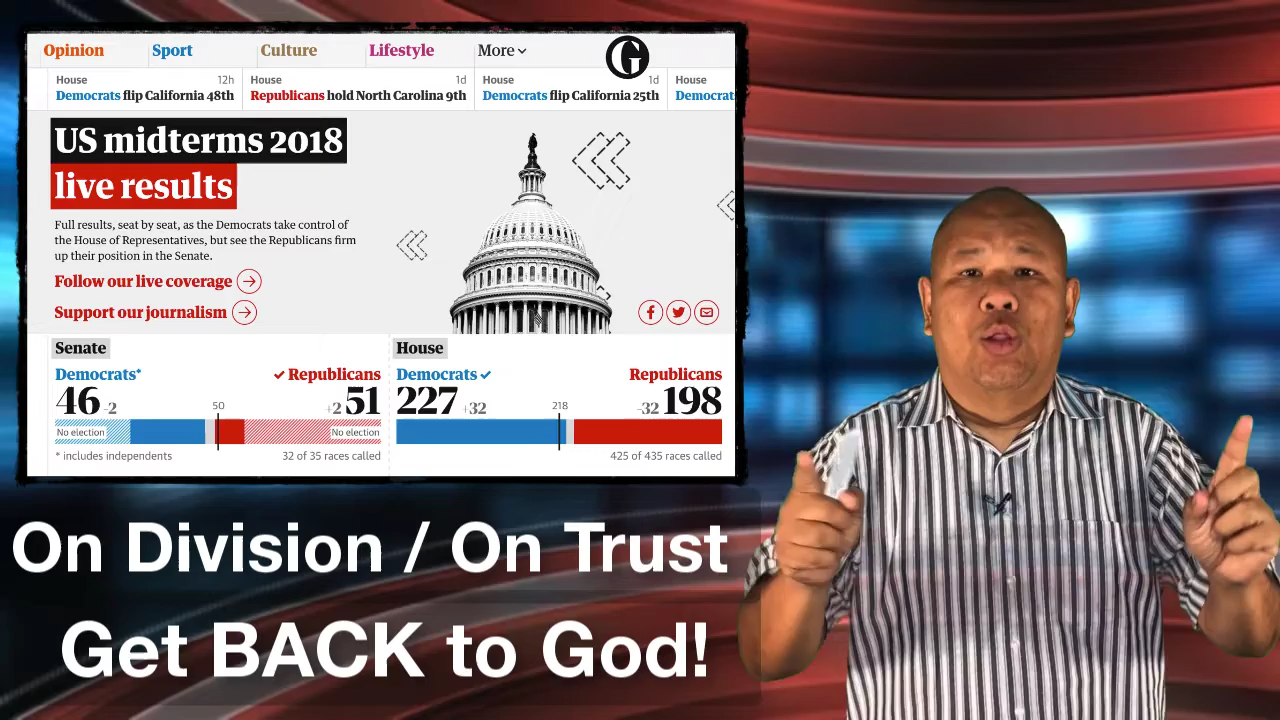 Opinion Sport Culture Lifestyle More
G
House 12h House 1d House 1d
Democrats flip California 48th Republicans hold North Carolina 9th Democrats flip California 25th Democrat
US midterms 2018
live results
Full results, seat by seat, as the Democrats take control of
the House of Representatives, but see the Republicans firm
up their position in the Senate.
Follow our live coverage
Support our journalism
f
Senate
Democrats* Republicans
46 -2 +2 51
50
No election No election
* includes independents 32 of 35 races called
House
Democrats Republicans
227 +32 -32 198
218
425 of 435 races called
On Division / On Trust
Get BACK to God!